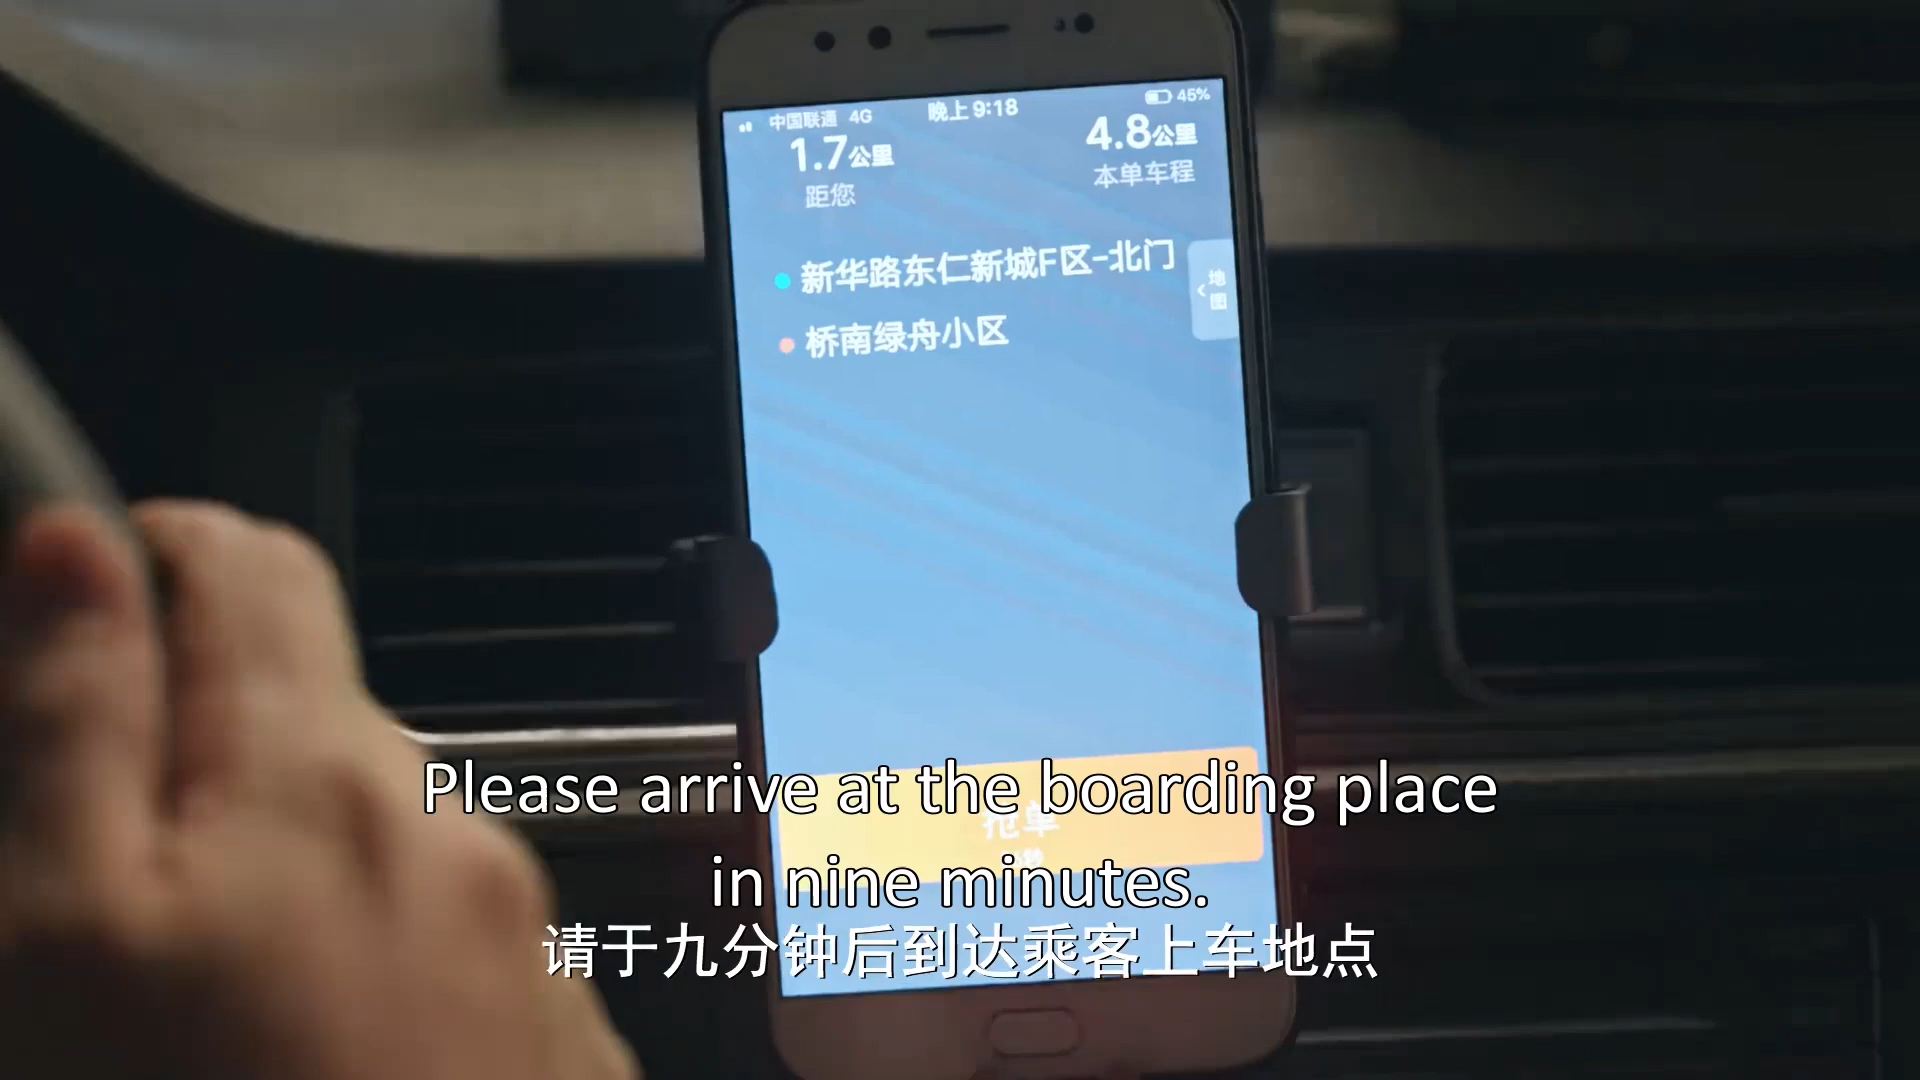 中国联通 4G 晚上9:18 45%
1.7公里 4.8公里
距您 本单车程
新华路东仁新城F区-北门
地图
桥南绿舟小区
抢单
Please arrive at the boarding place
in nine minutes.
请于九分钟后到达乘客上车地点